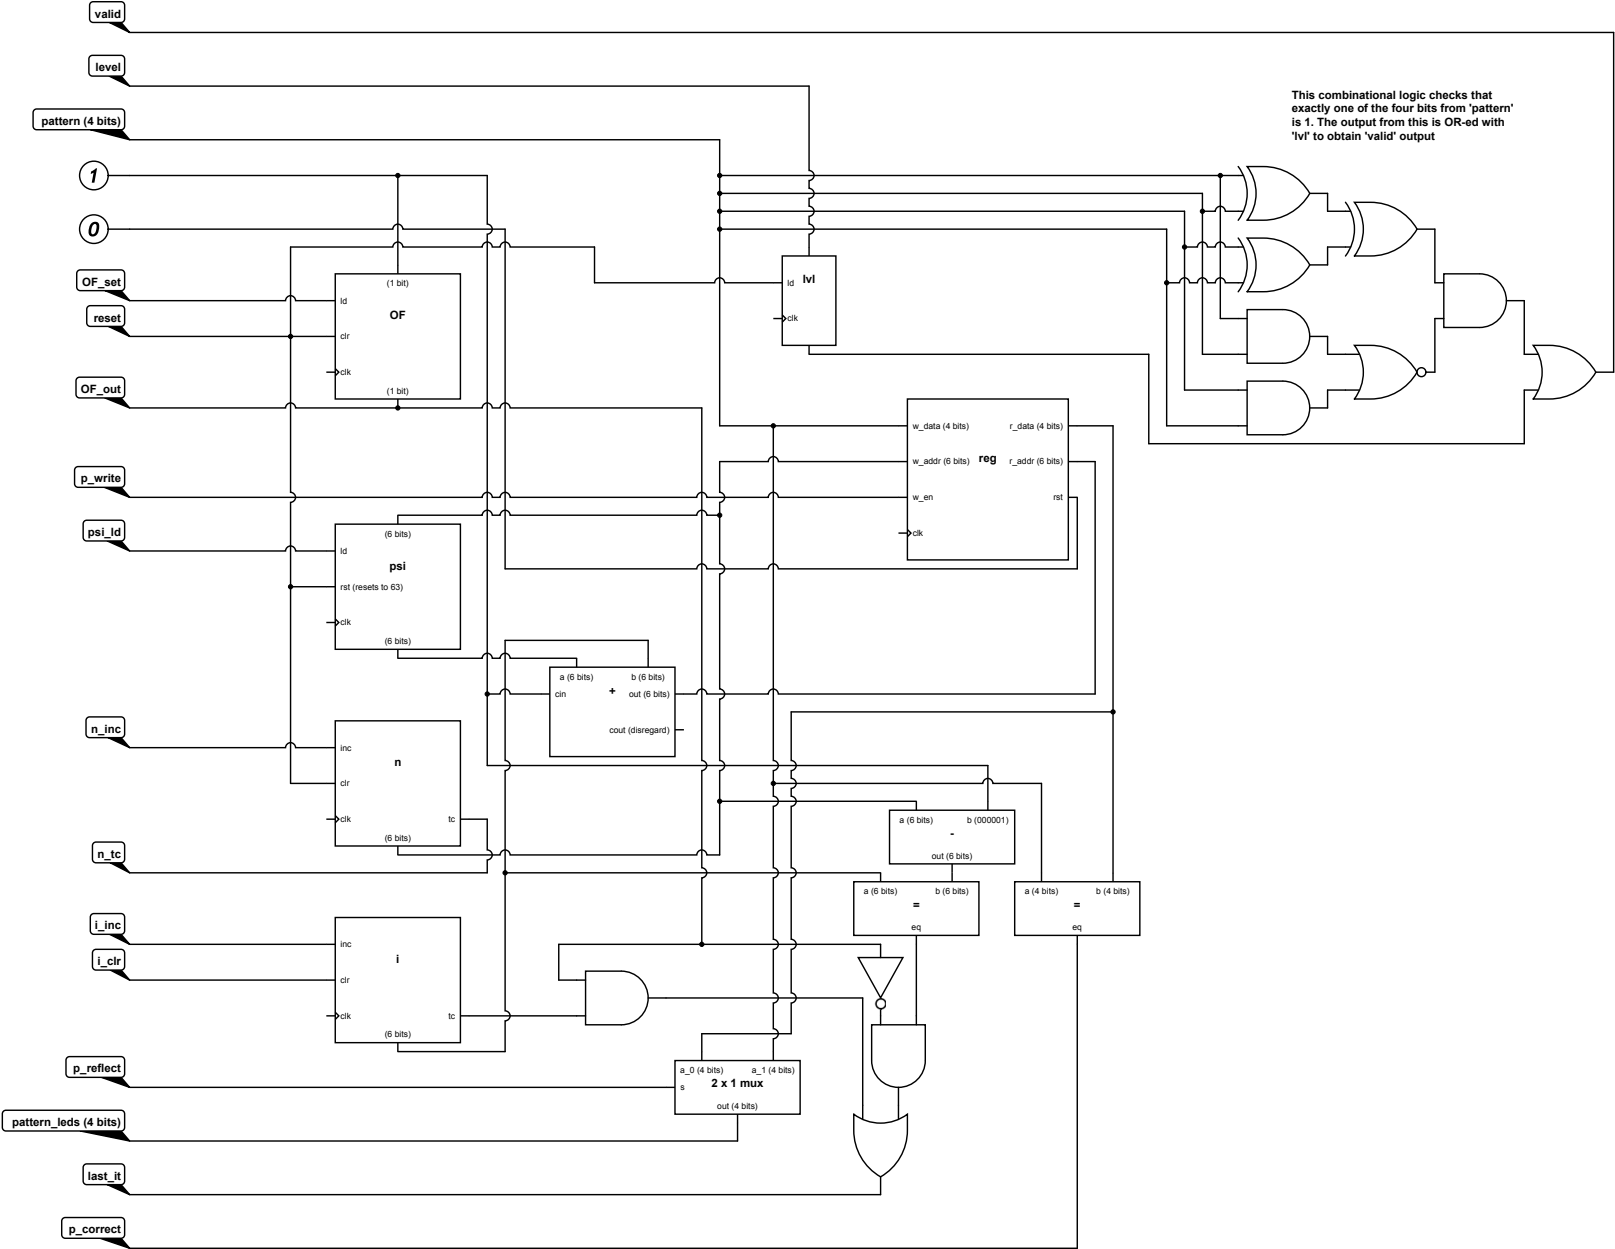 valid
level
This combinational logic checks that
exactly one of the four bits from 'pattern'
is 1. The output from this is OR-ed with
'lvl' to obtain 'valid' output
pattern (4 bits)
1
0
OF_set
reset
OF_out
(1 bit)
ld
OF
clr
clk
(1 bit)
ld
lvl
clk
p_write
psi_ld
w_data (4 bits)
r_data (4 bits)
w_addr (6 bits)
reg
r_addr (6 bits)
w_en
rst
clk
(6 bits)
ld
psi
rst (resets to 63)
clk
(6 bits)
a (6 bits)
b (6 bits)
+
cin
out (6 bits)
cout (disregard)
n_inc
n_tc
inc
n
clr
clk
tc
(6 bits)
a (6 bits)
b (000001)
-
out (6 bits)
a (6 bits)
b (6 bits)
=
eq
a (4 bits)
b (4 bits)
=
eq
i_inc
i_clr
inc
i
clr
clk
tc
(6 bits)
p_reflect
a_0 (4 bits)
a_1 (4 bits)
s
2 x 1 mux
out (4 bits)
pattern_leds (4 bits)
last_it
p_correct